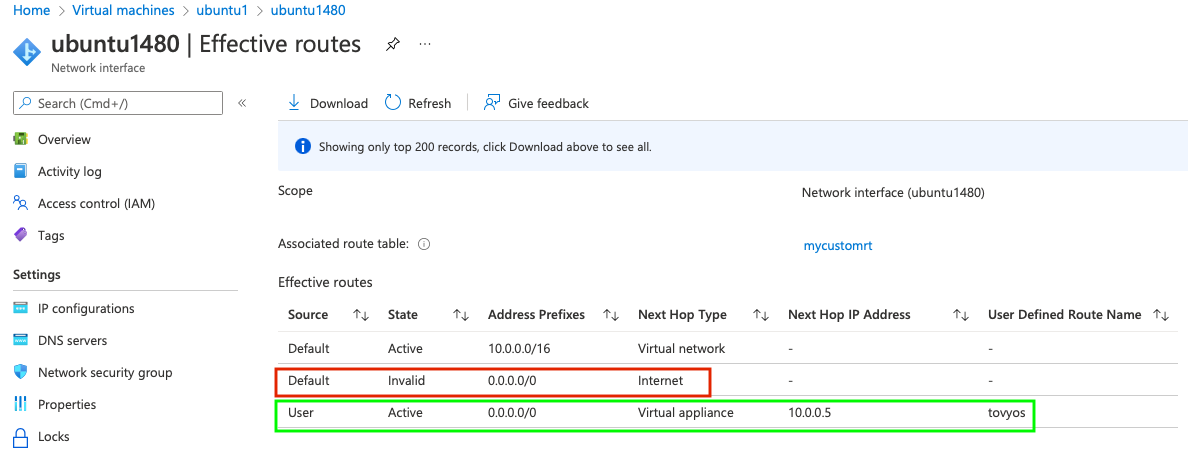 Home > Virtual machines > ubuntu1 > ubuntu1480
ubuntu1480 | Effective routes ...
Network interface
Search (Cmd+/) «
Download Refresh Give feedback
Overview
Activity log
Access control (IAM)
Tags
Settings
IP configurations
DNS servers
Network security group
Properties
Locks
Showing only top 200 records, click Download above to see all.
Scope Network interface (ubuntu1480)
Associated route table: mycustomrt
Effective routes
Source State Address Prefixes Next Hop Type Next Hop IP Address User Defined Route Name
Default Active 10.0.0.0/16 Virtual network - -
Default Invalid 0.0.0.0/0 Internet - -
User Active 0.0.0.0/0 Virtual appliance 10.0.0.5 tovyos